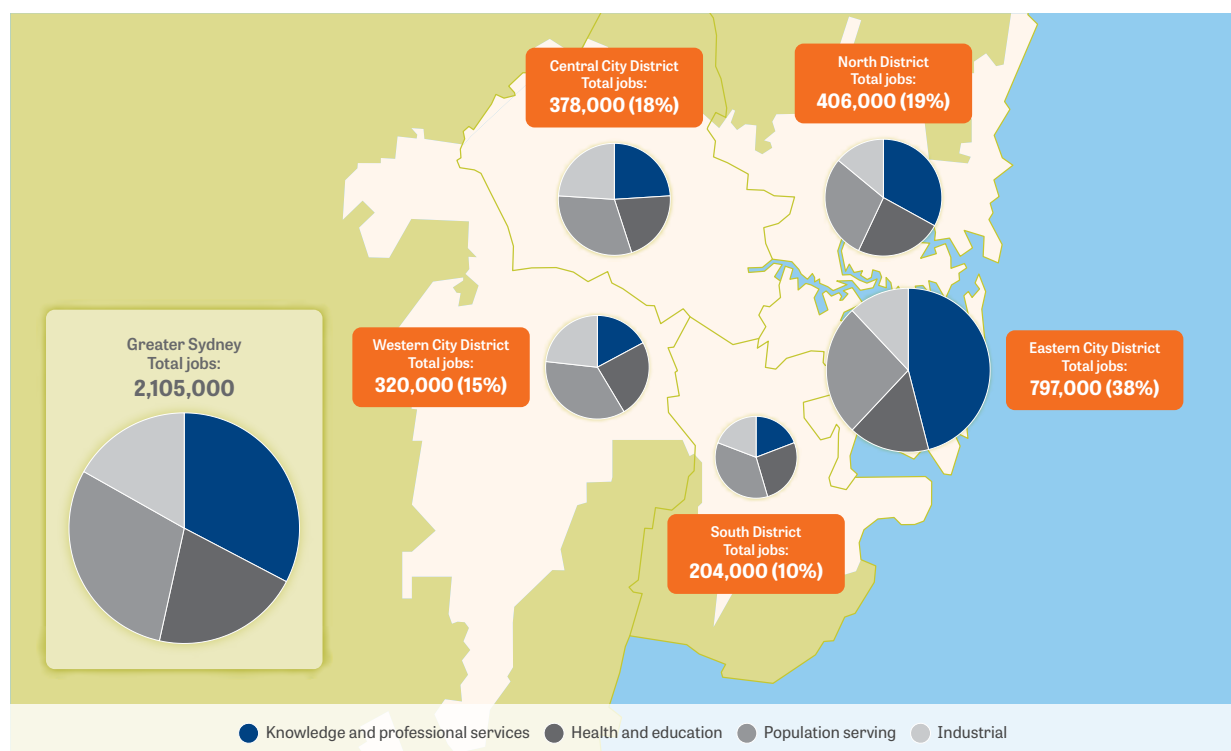 Central City District
Total jobs:
378,000 (18%)
North District
Total jobs:
406,000 (19%)
Greater Sydney
Total jobs:
2,105,000
Western City District
Total jobs:
320,000 (15%)
Eastern City District
Total jobs:
797,000 (38%)
South District
Total jobs:
204,000 (10%)
Knowledge and professional services
Health and education
Population serving
Industrial